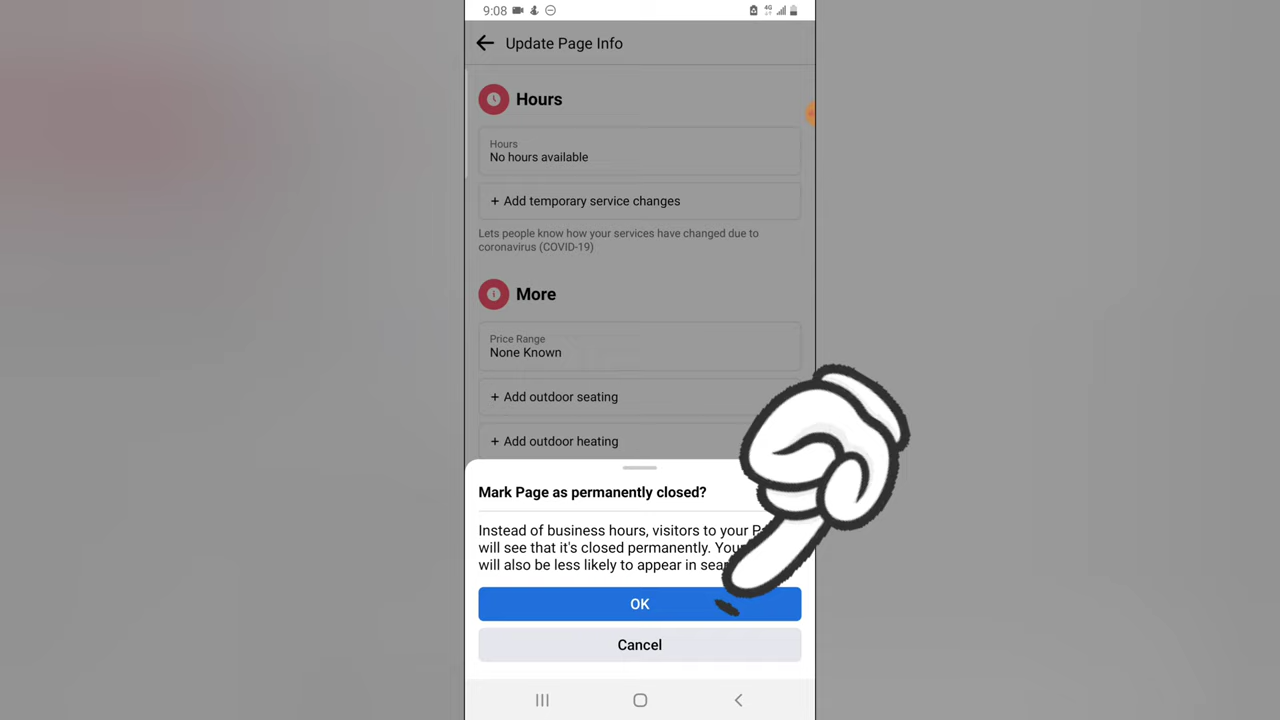 9:08
4G
Update Page Info
Hours
Hours
No hours available
+ Add temporary service changes
Lets people know how your services have changed due to
coronavirus (COVID-19)
More
Price Range
None Known
+ Add outdoor seating
+ Add outdoor heating
Mark Page as permanently closed?
Instead of business hours, visitors to your
will see that it's closed permanently.
will also be less likely to appear in
OK
Cancel